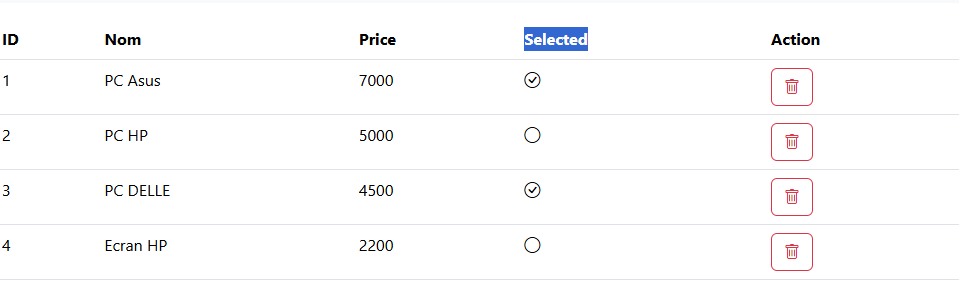 ID Nom Price Selected Action
1 PC Asus 7000
2 PC HP 5000
3 PC DELLE 4500
4 Ecran HP 2200